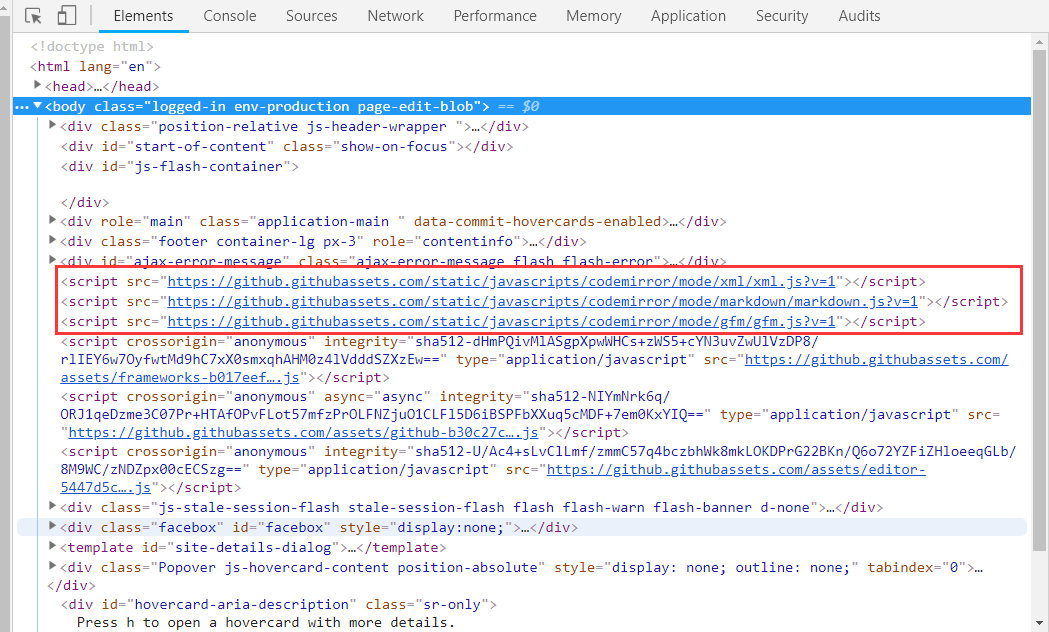 Elements Console Sources Network Performance Memory Application Security Audits
<!doctype html>
<html lang="en">
<head>…</head>
… <body class="logged-in env-production page-edit-blob"> == $0
<div class="position-relative js-header-wrapper ">…</div>
<div id="start-of-content" class="show-on-focus"></div>
<div id="js-flash-container">
</div>
<div role="main" class="application-main " data-commit-hovercards-enabled>…</div>
<div class="footer container-lg px-3" role="contentinfo">…</div>
<div id="ajax-error-message" class="ajax-error-message flash flash-error">…</div>
<script src="https://github.githubassets.com/static/javascripts/codemirror/mode/xml/xml.js?v=1"></script>
<script src="https://github.githubassets.com/static/javascripts/codemirror/mode/markdown/markdown.js?v=1"></script>
<script src="https://github.githubassets.com/static/javascripts/codemirror/mode/gfm/gfm.js?v=1"></script>
<script crossorigin="anonymous" integrity="sha512-dHmPQivMlASgpXpwWHCs+zWS5+cYN3uvZwUlVzDP8/
rlIEY6w7OyfwtMd9hC7xX0smxqhAHM0z4lVdddSZXzEw==" type="application/javascript" src="https://github.githubassets.com/
assets/frameworks-b017eef….js"></script>
<script crossorigin="anonymous" async="async" integrity="sha512-NIYmNrk6q/
ORJ1qeDzme3C07Pr+HTAfOPvFLot57mfzPrOLFNZjuO1CLFl5D6iBSPFbXXuq5cMDF+7em0KxYIQ==" type="application/javascript" src=
"https://github.githubassets.com/assets/github-b30c27c….js"></script>
<script crossorigin="anonymous" integrity="sha512-U/Ac4+sLvClLmf/zmmC57q4bczbhWk8mkLOKDPrG22BKn/Q6o72YZFiZHloeeqGLb/
8M9WC/zNDZpx00cECSzg==" type="application/javascript" src="https://github.githubassets.com/assets/editor-
5447d5c….js"></script>
<div class="js-stale-session-flash stale-session-flash flash flash-warn flash-banner d-none">…</div>
<div class="facebox" id="facebox" style="display:none;">…</div>
<template id="site-details-dialog">…</template>
<div class="Popover js-hovercard-content position-absolute" style="display: none; outline: none;" tabindex="0">…
</div>
<div id="hovercard-aria-description" class="sr-only">
Press h to open a hovercard with more details.